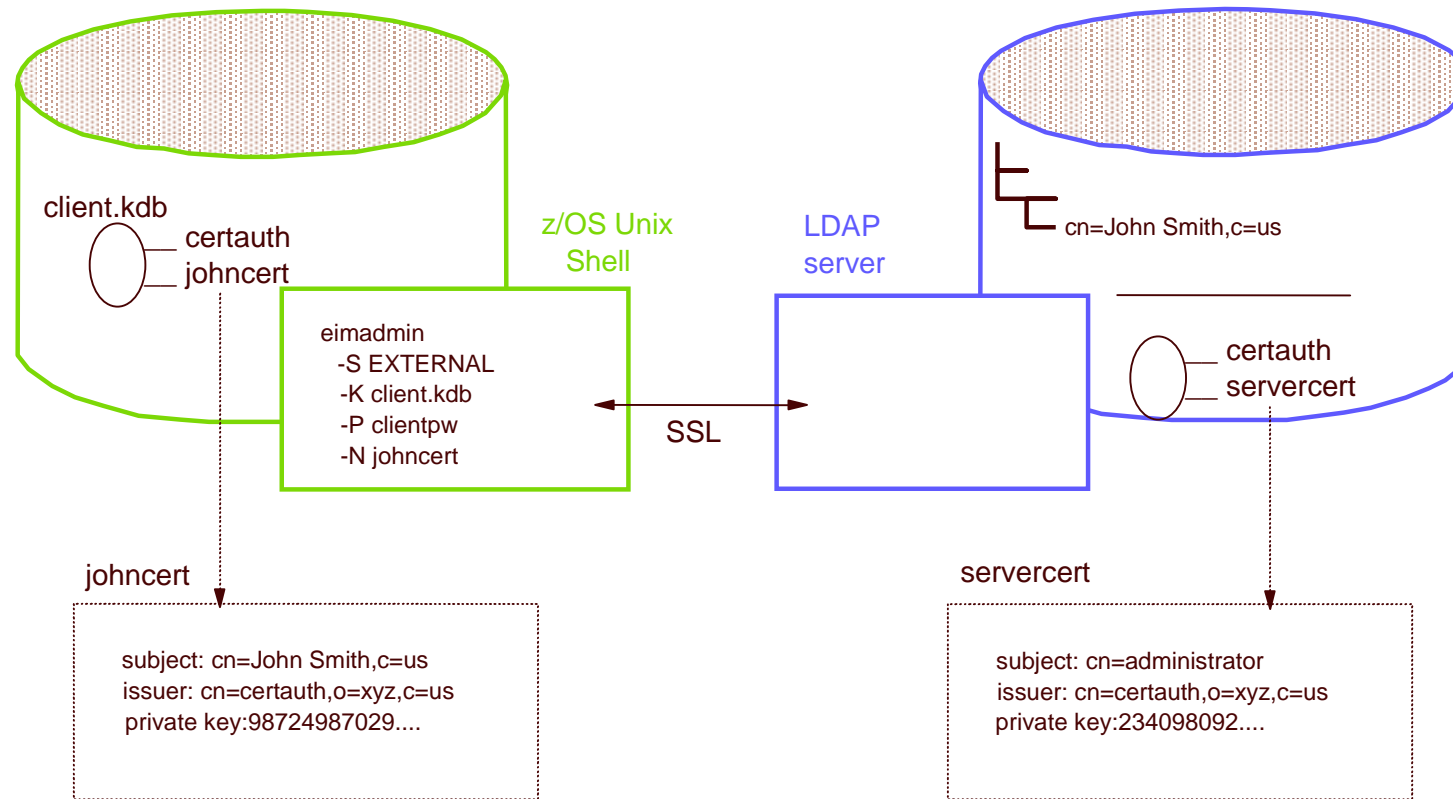 client.kdb
certauth
johncert
z/OS Unix
Shell
eimadmin
-S EXTERNAL
-K client.kdb
-P clientpw
-N johncert
SSL
LDAP
server
cn=John Smith,c=us
certauth
servercert
johncert
subject: cn=John Smith,c=us
issuer: cn=certauth,o=xyz,c=us
private key:98724987029....
servercert
subject: cn=administrator
issuer: cn=certauth,o=xyz,c=us
private key:234098092....